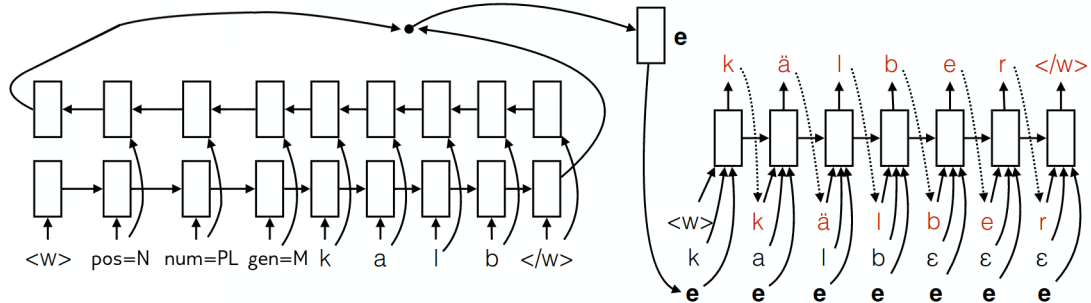 e
k ä l b e r </w>
<w> k ä l b e r
<w> pos=N num=PL gen=M k a l b </w>
k a l b ε ε ε
e e e e e e e